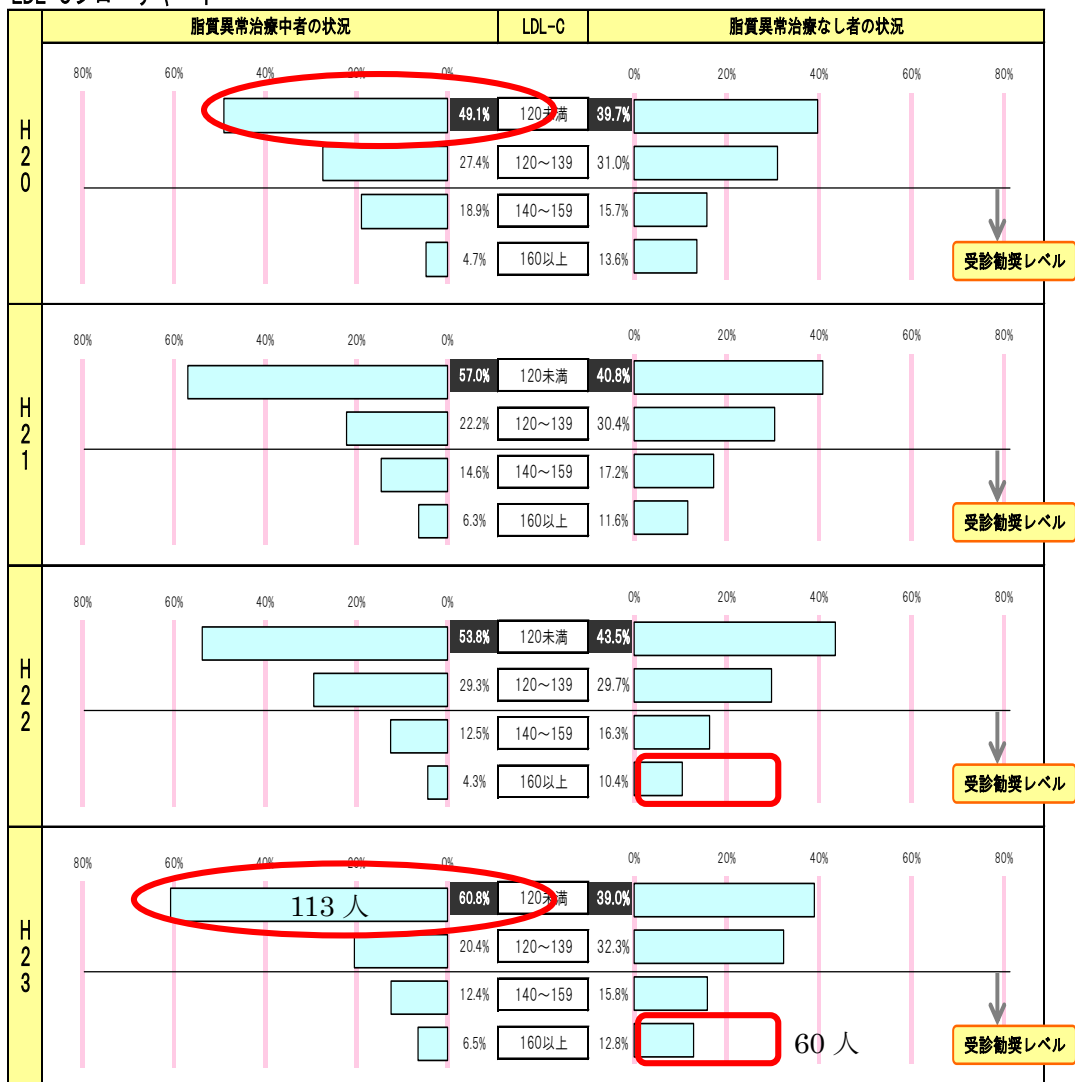 脂質異常治療中者の状況 LDL-C 脂質異常治療なし者の状況
H20
80% 60% 40% 20% 0% 0% 20% 40% 60% 80%
49.1% 120未満 39.7%
27.4% 120～139 31.0%
18.9% 140～159 15.7%
4.7% 160以上 13.6%
受診勧奨レベル
H21
80% 60% 40% 20% 0% 0% 20% 40% 60% 80%
57.0% 120未満 40.8%
22.2% 120～139 30.4%
14.6% 140～159 17.2%
6.3% 160以上 11.6%
受診勧奨レベル
H22
80% 60% 40% 20% 0% 0% 20% 40% 60% 80%
53.8% 120未満 43.5%
29.3% 120～139 29.7%
12.5% 140～159 16.3%
4.3% 160以上 10.4%
受診勧奨レベル
H23
80% 60% 40% 20% 0% 0% 20% 40% 60% 80%
113 人 60.8% 120未満 39.0%
20.4% 120～139 32.3%
12.4% 140～159 15.8%
6.5% 160以上 12.8% 60 人
受診勧奨レベル